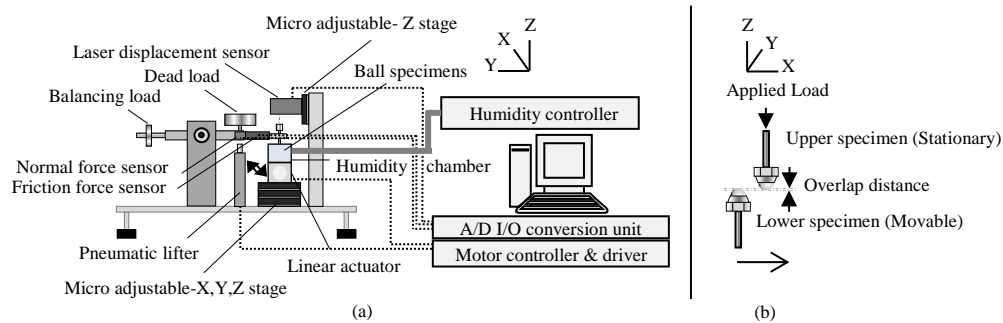 Micro adjustable- Z stage
Laser displacement sensor
Dead load
Ball specimens
Balancing load
Z
X
Y
Humidity controller
Normal force sensor
Friction force sensor
Humidity chamber
Pneumatic lifter
Linear actuator
A/D I/O conversion unit
Motor controller & driver
Micro adjustable-X,Y,Z stage
(a)
Z
Y
X
Applied Load
Upper specimen (Stationary)
Overlap distance
Lower specimen (Movable)
(b)